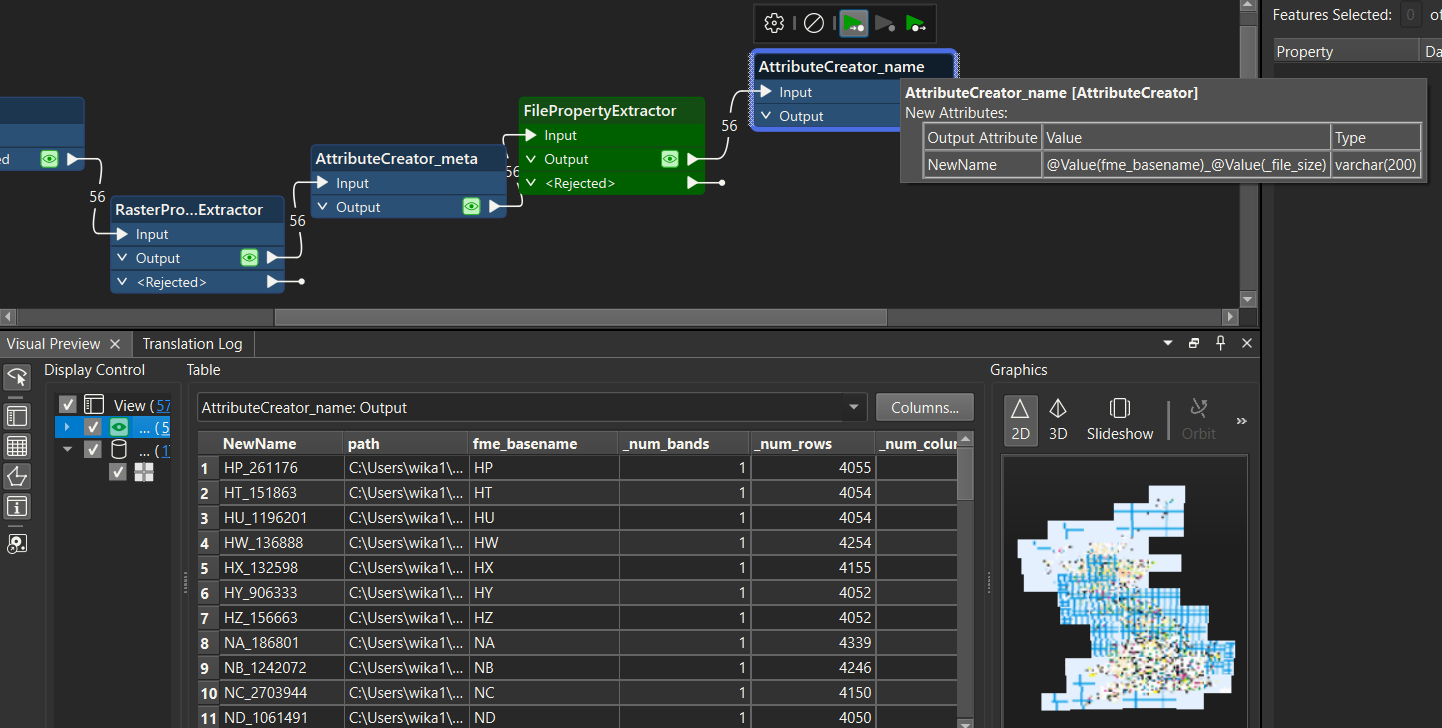 Features Selected: 0 of
Property Da
AttributeCreator_name
Input
Output
AttributeCreator_name [AttributeCreator]
New Attributes:
Output Attribute Value Type
NewName @Value(fme_basename)_@Value(_file_size) varchar(200)
FilePropertyExtractor
Input
Output
<Rejected>
56
AttributeCreator_meta
Input
Output
56
ed
56
RasterPro...Extractor
Input
Output
<Rejected>
56
Visual Preview Translation Log
Display Control Table Graphics
View (57
... (5
... (1
AttributeCreator_name: Output Columns...
2D 3D Slideshow Orbit »
NewName path fme_basename _num_bands _num_rows _num_colur
1 HP_261176 C:\Users\wika1\... HP 1 4055
2 HT_151863 C:\Users\wika1\... HT 1 4054
3 HU_1196201 C:\Users\wika1\... HU 1 4054
4 HW_136888 C:\Users\wika1\... HW 1 4254
5 HX_132598 C:\Users\wika1\... HX 1 4155
6 HY_906333 C:\Users\wika1\... HY 1 4052
7 HZ_156663 C:\Users\wika1\... HZ 1 4052
8 NA_186801 C:\Users\wika1\... NA 1 4339
9 NB_1242072 C:\Users\wika1\... NB 1 4246
10 NC_2703944 C:\Users\wika1\... NC 1 4150
11 ND_1061491 C:\Users\wika1\... ND 1 4050